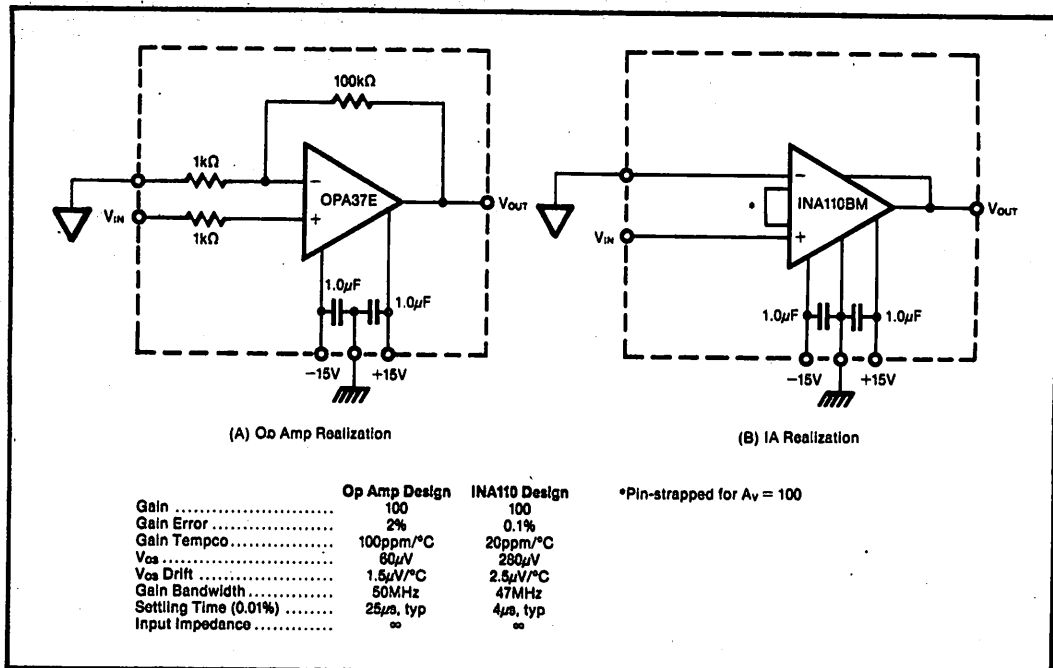 100kΩ
1kΩ
−
OPA37E
VIN
+
VOUT
1kΩ
1.0µF
1.0µF
−15V
+15V
(A) Op Amp Realization
−
INA110BM
*
VIN
+
VOUT
1.0µF
1.0µF
−15V
+15V
(B) IA Realization
Op Amp Design INA110 Design *Pin-strapped for AV = 100
Gain ......................... 100 100
Gain Error ................... 2% 0.1%
Gain Tempco .................. 100ppm/°C 20ppm/°C
VOS .......................... 60µV 280µV
VOS Drift .................... 1.5µV/°C 2.5µV/°C
Gain Bandwidth ............... 50MHz 47MHz
Settling Time (0.01%) ........ 25µs, typ 4µs, typ
Input Impedance .............. ∞ ∞